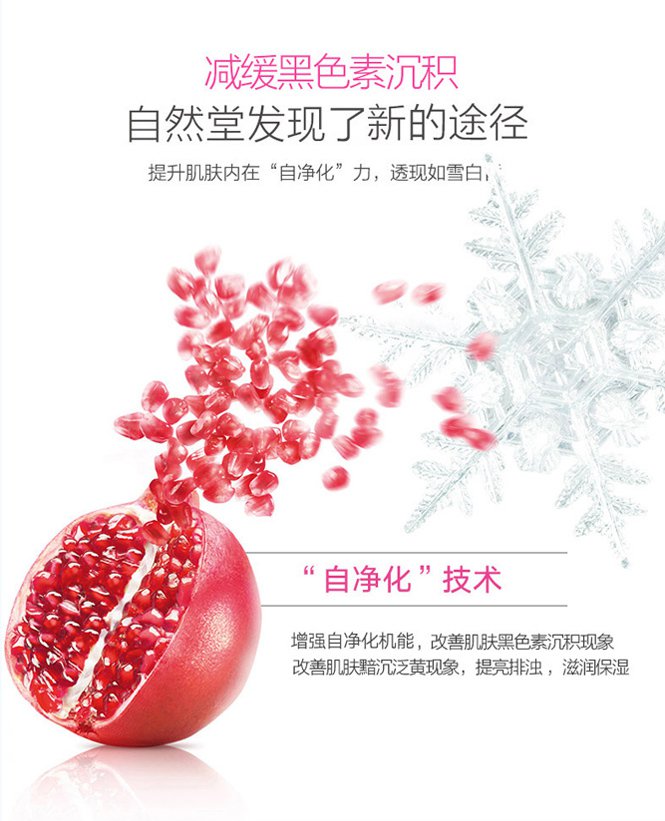 减缓黑色素沉积
自然堂发现了新的途径
提升肌肤内在“自净化”力，透现如雪白，
“自净化”技术
增强自净化机能，改善肌肤黑色素沉积现象
改善肌肤黯沉泛黄现象，提亮排浊，滋润保湿